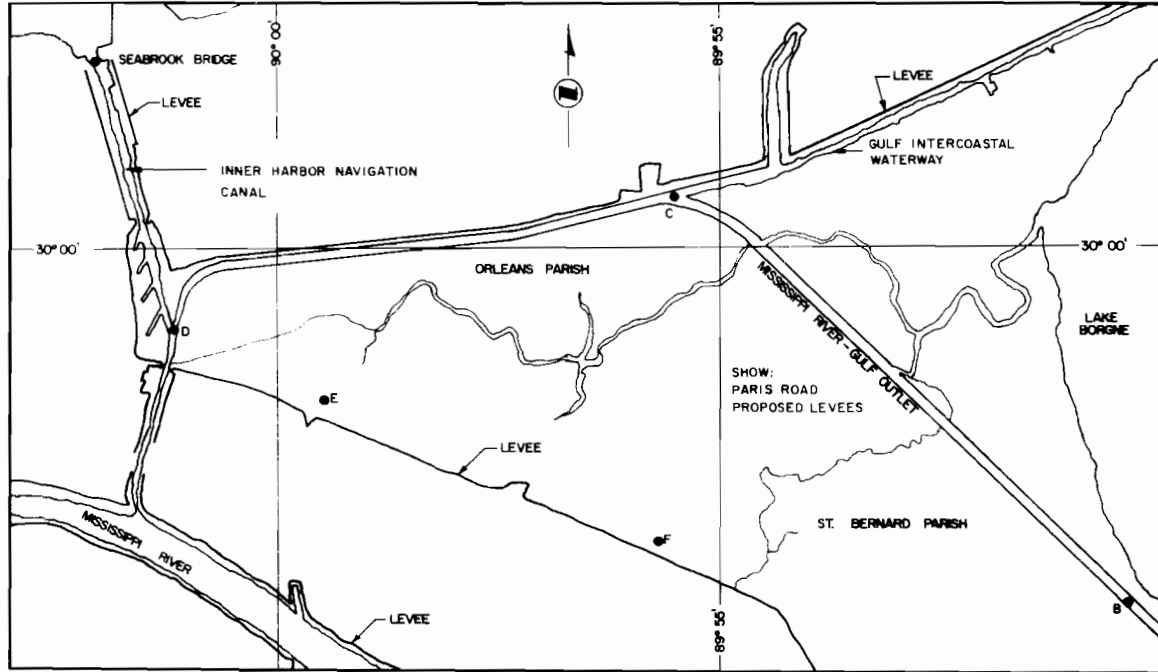 90° 00'
89° 55'
SEABROOK BRIDGE
LEVEE
LEVEE
GULF INTERCOASTAL
WATERWAY
INNER HARBOR NAVIGATION
CANAL
C
30° 00'
30° 00'
ORLEANS PARISH
MISSISSIPPI RIVER - GULF OUTLET
LAKE
BORGNE
D
SHOW:
PARIS ROAD
PROPOSED LEVEES
E
LEVEE
MISSISSIPPI RIVER
ST. BERNARD PARISH
F
90° 00'
89° 55'
B
LEVEE